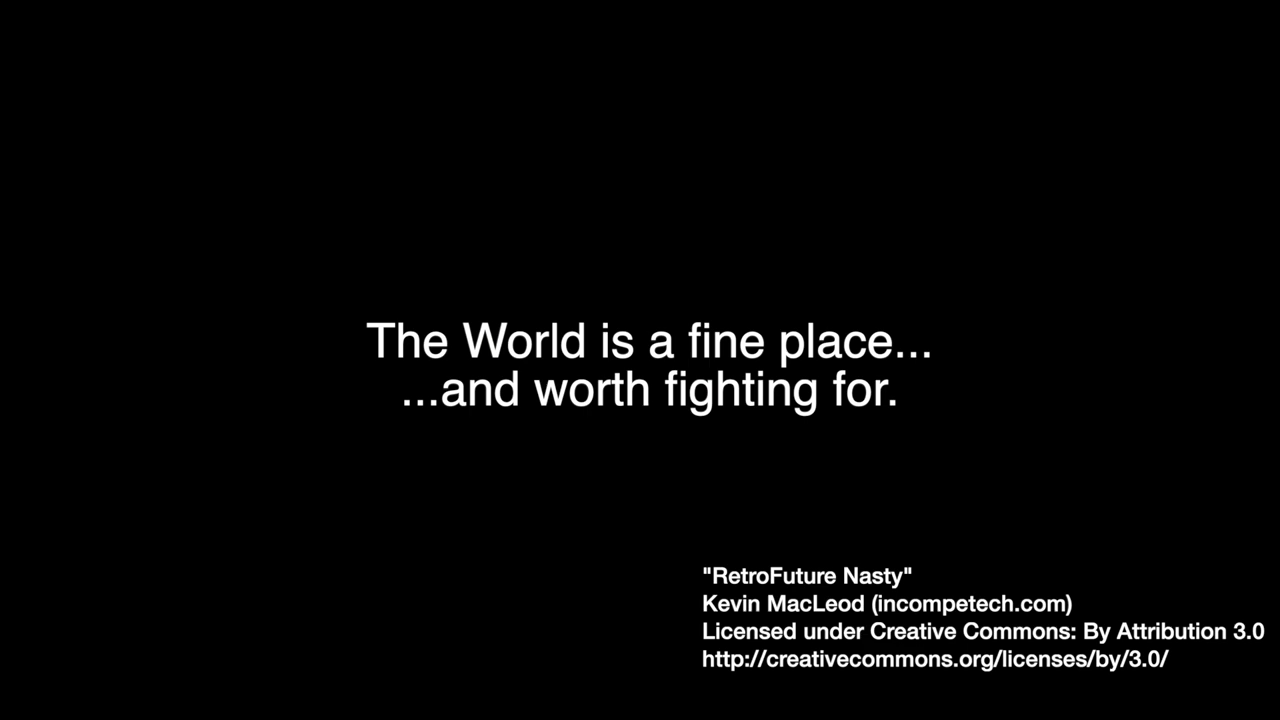 The World is a fine place...
...and worth fighting for.
"RetroFuture Nasty"
Kevin MacLeod (incompetech.com)
Licensed under Creative Commons: By Attribution 3.0
http://creativecommons.org/licenses/by/3.0/